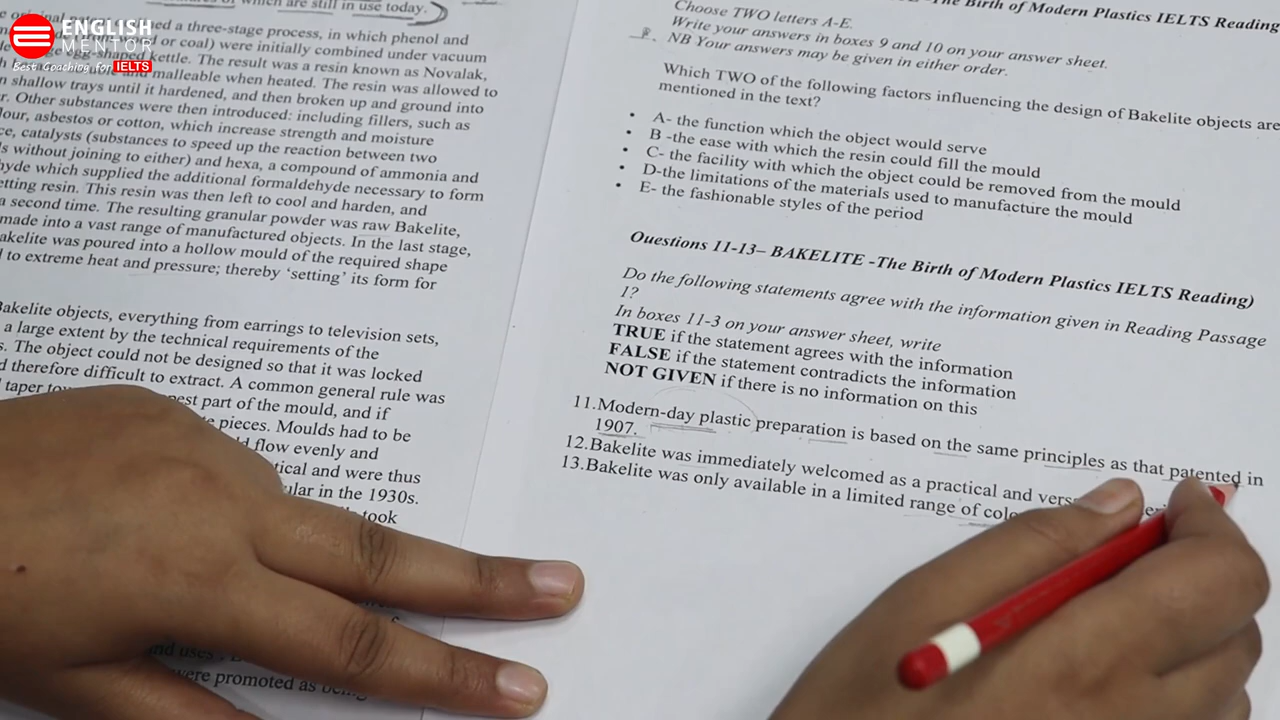 ENGLISH
MENTOR
Best Coaching for IELTS
which are still in use today.
a three-stage process, in which phenol and
or coal) were initially combined under vacuum
egg-shaped kettle. The result was a resin known as Novalak,
and malleable when heated. The resin was allowed to
shallow trays until it hardened, and then broken up and ground into
Other substances were then introduced: including fillers, such as
asbestos or cotton, which increase strength and moisture
catalysts (substances to speed up the reaction between two
without joining to either) and hexa, a compound of ammonia and
which supplied the additional formaldehyde necessary to form
resin. This resin was then left to cool and harden, and
a second time. The resulting granular powder was raw Bakelite,
made into a vast range of manufactured objects. In the last stage,
was poured into a hollow mould of the required shape
to extreme heat and pressure; thereby ‘setting’ its form for
Bakelite objects, everything from earrings to television sets,
a large extent by the technical requirements of the
The object could not be designed so that it was locked
therefore difficult to extract. A common general rule was
taper part of the mould, and if
pieces. Moulds had to be
flow evenly and
and were thus
in the 1930s.
took
were promoted as being
The Birth of Modern Plastics IELTS Reading
Choose TWO letters A-E.
Write your answers in boxes 9 and 10 on your answer sheet.
NB Your answers may be given in either order.
Which TWO of the following factors influencing the design of Bakelite objects are
mentioned in the text?
• A- the function which the object would serve
• B -the ease with which the resin could fill the mould
• C- the facility with which the object could be removed from the mould
• D-the limitations of the materials used to manufacture the mould
• E- the fashionable styles of the period
Ouestions 11-13– BAKELITE -The Birth of Modern Plastics IELTS Reading)
Do the following statements agree with the information given in Reading Passage
1?
In boxes 11-3 on your answer sheet, write
TRUE if the statement agrees with the information
FALSE if the statement contradicts the information
NOT GIVEN if there is no information on this
11.Modern-day plastic preparation is based on the same principles as that patented in
1907.
12.Bakelite was immediately welcomed as a practical and
13.Bakelite was only available in a limited range of